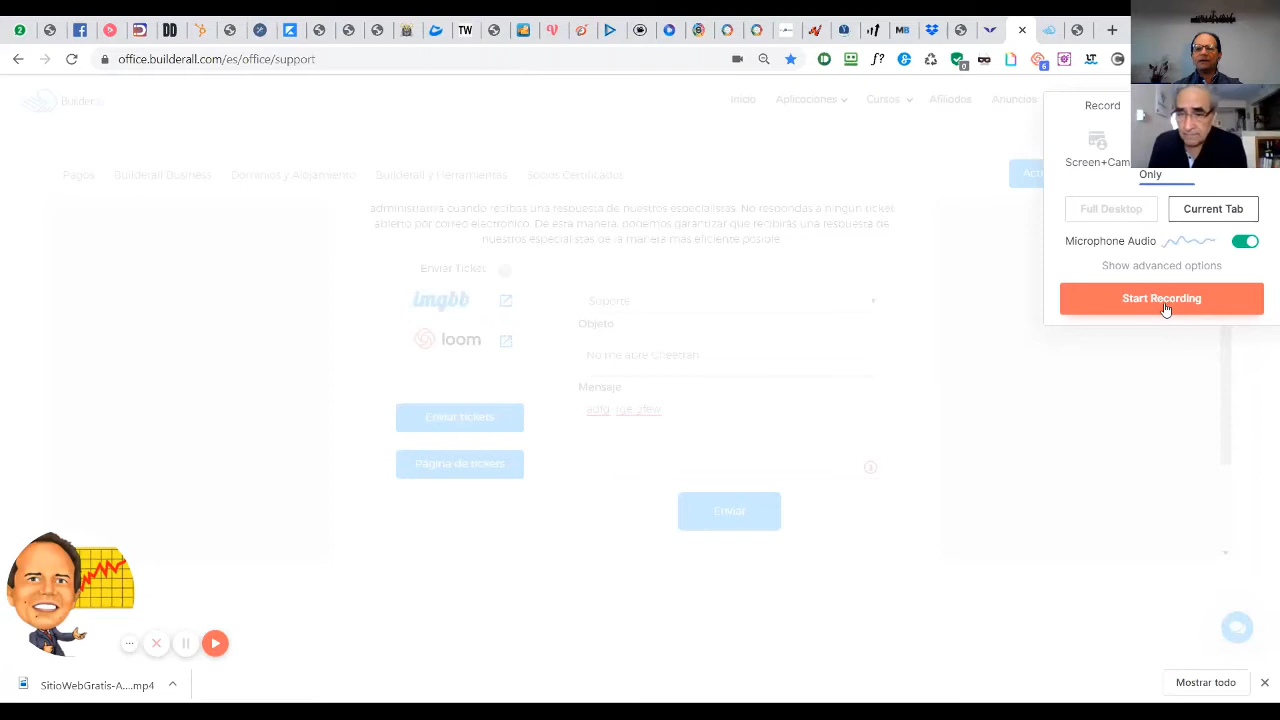 office.builderall.com/es/office/support
Builderall
Inicio
Aplicaciones
Cursos
Afiliados
Anuncios
Pagos
Builderall Business
Dominios y Alojamiento
Builderall y Herramientas
Socios Certificados
administrativa cuando recibas una respuesta de nuestros especialistas. No respondas a ningún ticket
abierto por correo electrónico. De esta manera, podemos garantizar que recibirás una respuesta de
nuestros especialistas de la manera más eficiente posible.
Enviar Ticket
imgbb
loom
Soporte
Objeto
No me abre Cheetah
Mensaje
Enviar tickets
Página de tickets
Enviar
Record
Screen+Cam
Only
Full Desktop
Current Tab
Microphone Audio
Show advanced options
Start Recording
SitioWebGratis-A....mp4
Mostrar todo